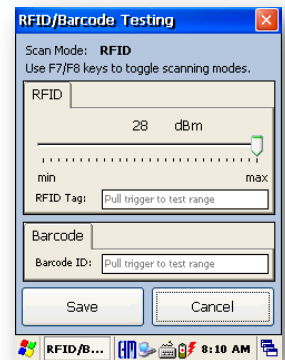 RFID/Barcode Testing
Scan Mode: RFID
Use F7/F8 keys to toggle scanning modes.
RFID
28 dBm
min max
RFID Tag: Pull trigger to test range
Barcode
Barcode ID: Pull trigger to test range
Save Cancel
RFID/B... 8:10 AM